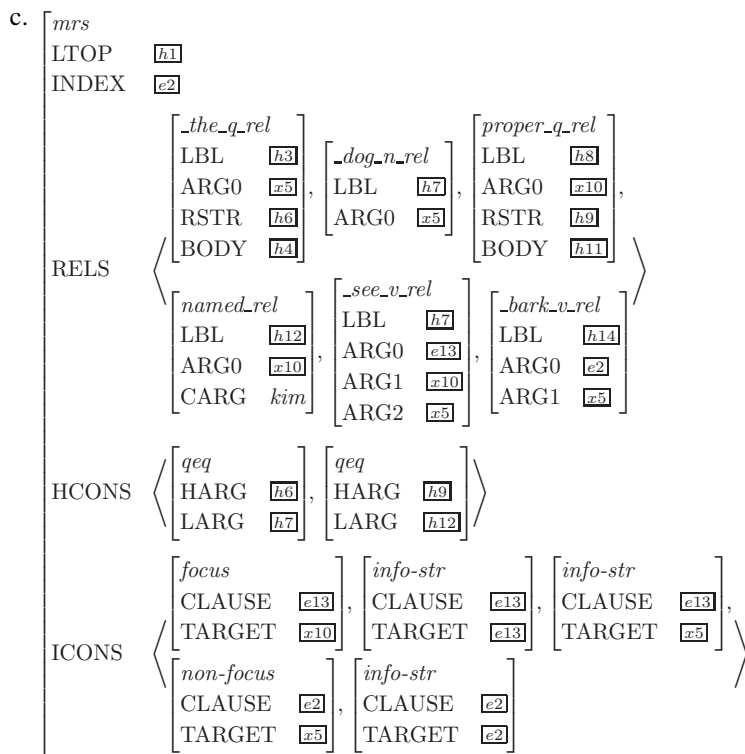 c. mrs
LTOP h1
INDEX e2
_the_q_rel
LBL h3
ARG0 x5
RSTR h6
BODY h4
,
_dog_n_rel
LBL h7
ARG0 x5
,
proper_q_rel
LBL h8
ARG0 x10
RSTR h9
BODY h11
,
RELS
named_rel
LBL h12
ARG0 x10
CARG kim
,
_see_v_rel
LBL h7
ARG0 e13
ARG1 x10
ARG2 x5
,
_bark_v_rel
LBL h14
ARG0 e2
ARG1 x5
HCONS
qeq
HARG h6
LARG h7
,
qeq
HARG h9
LARG h12
ICONS
focus
CLAUSE e13
TARGET x10
,
info-str
CLAUSE e13
TARGET e13
,
info-str
CLAUSE e13
TARGET x5
,
non-focus
CLAUSE e2
TARGET x5
,
info-str
CLAUSE e2
TARGET e2